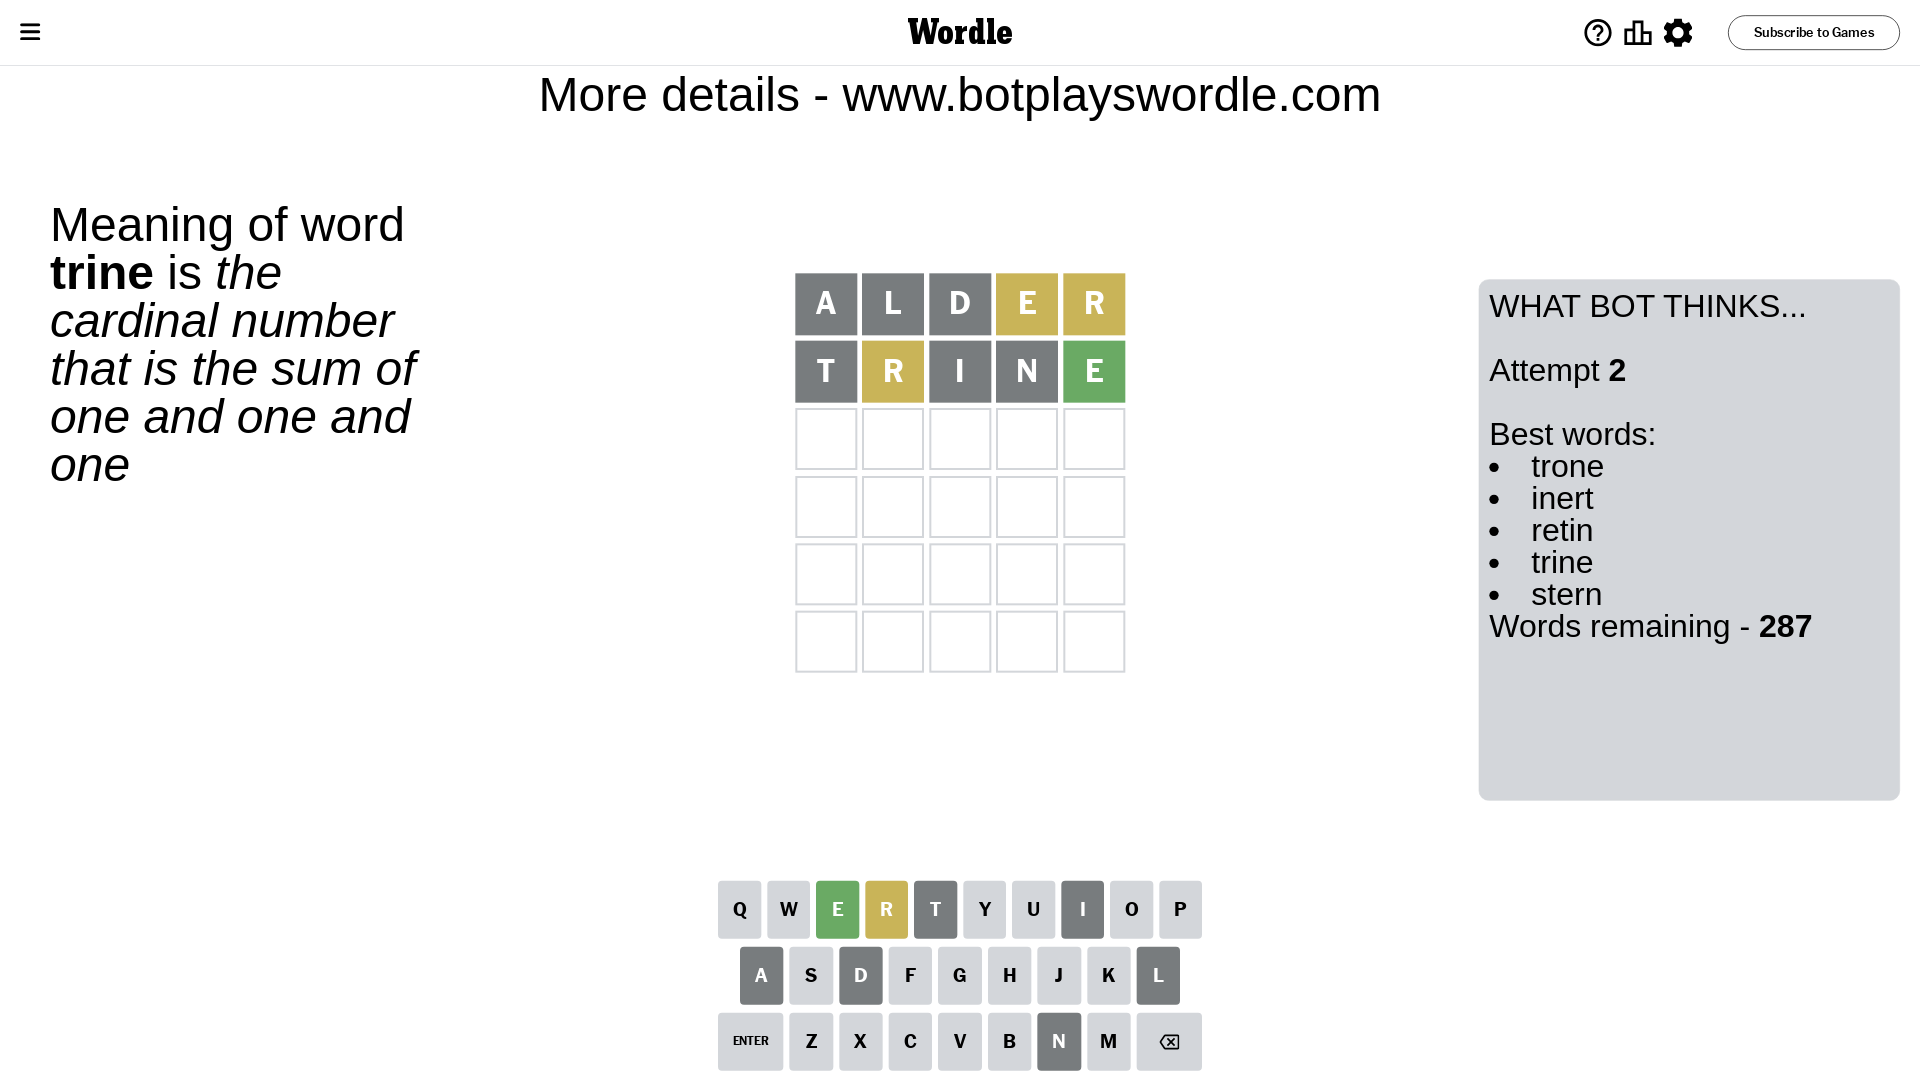 Wordle
Subscribe to Games
More details - www.botplayswordle.com
Meaning of word
trine is the
cardinal number
that is the sum of
one and one and
one
A L D E R
T R I N E
WHAT BOT THINKS...
Attempt 2
Best words:
• trone
• inert
• retin
• trine
• stern
Words remaining - 287
Q W E R T Y U I O P
A S D F G H J K L
ENTER Z X C V B N M